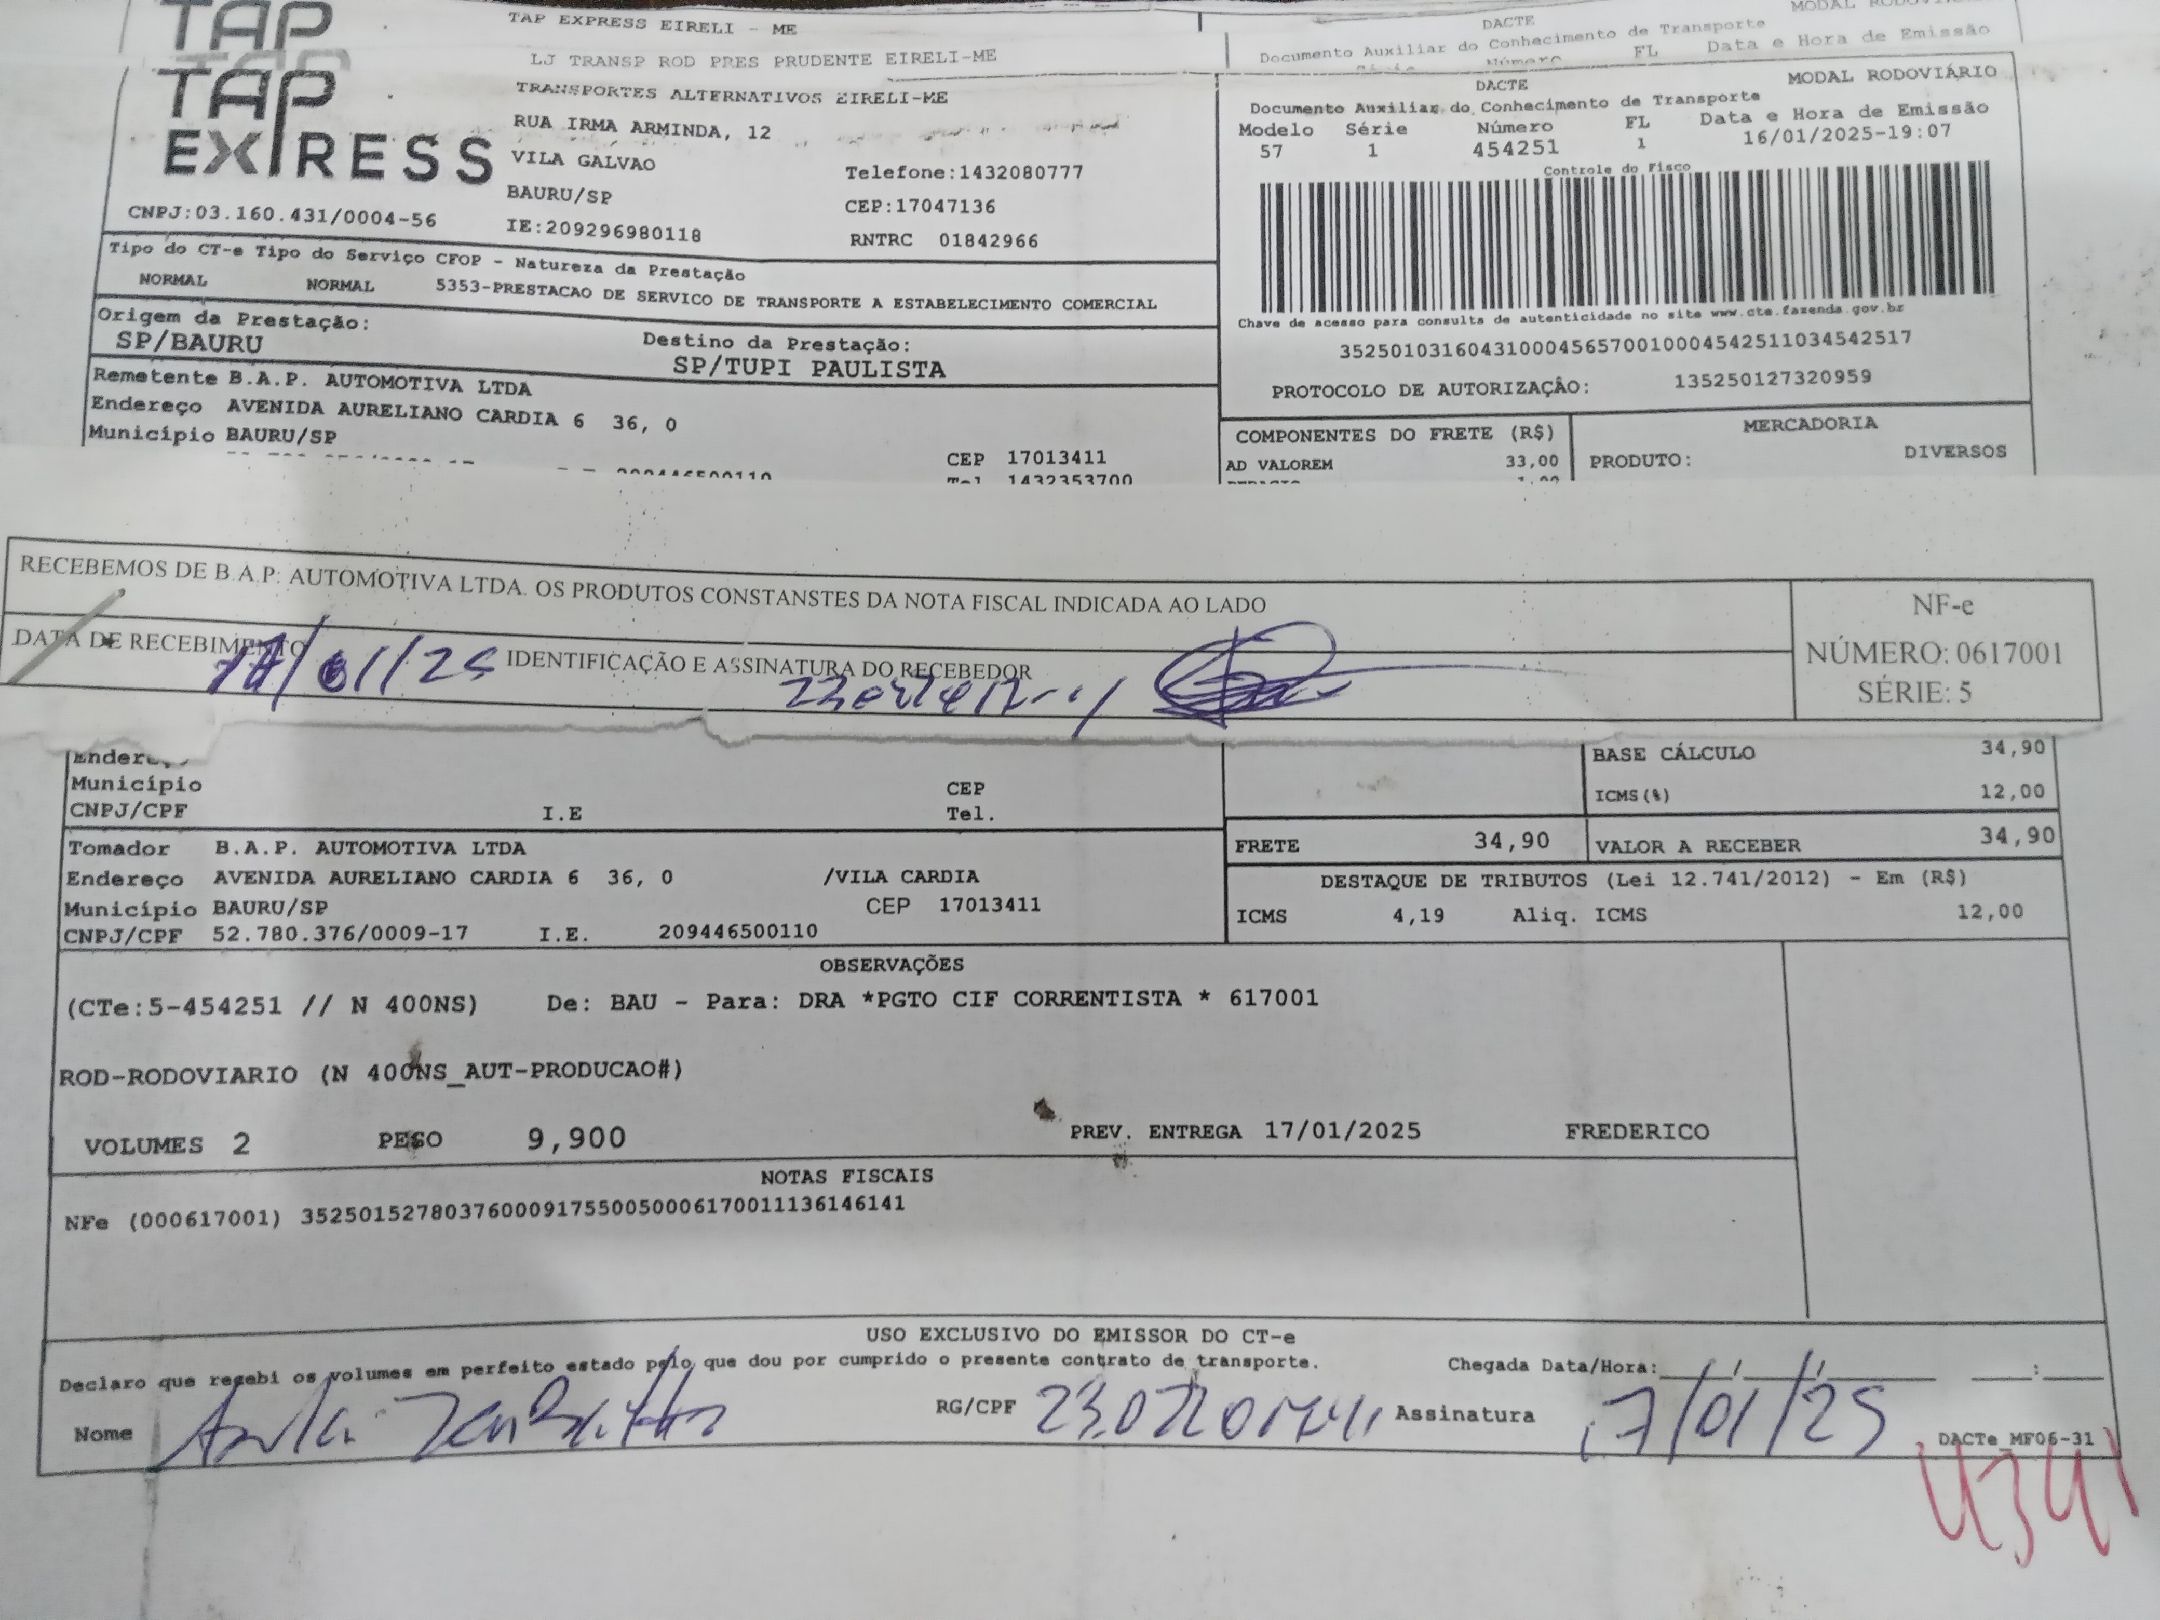 TAP
TAP EXPRESS EIRELI - ME
LJ TRANSP ROD PRES PRUDENTE EIRELI-ME
DACTE
MODAL
Documento Auxiliar do Conhecimento de Transporte
Número FL Data e Hora de Emissão
TAP EXPRESS
TRANSPORTES ALTERNATIVOS EIRELI-ME
RUA IRMA ARMINDA, 12
VILA GALVAO Telefone:1432080777
BAURU/SP CEP:17047136
CNPJ:03.160.431/0004-56 IE:209296980118 RNTRC 01842966
DACTE MODAL RODOVIÁRIO
Documento Auxiliar do Conhecimento de Transporte
Modelo Série Número FL Data e Hora de Emissão
57 1 454251 1 16/01/2025-19:07
Controle do Fisco
Chave de acesso para consulta de autenticidade no site www.cte.fazenda.gov.br
35250103160431000456570010004542511034542517
PROTOCOLO DE AUTORIZAÇÃO: 135250127320959
Tipo do CT-e Tipo do Serviço CFOP - Natureza da Prestação
NORMAL NORMAL 5353-PRESTACAO DE SERVICO DE TRANSPORTE A ESTABELECIMENTO COMERCIAL
Origem da Prestação: Destino da Prestação:
SP/BAURU SP/TUPI PAULISTA
Remetente B.A.P. AUTOMOTIVA LTDA
Endereço AVENIDA AURELIANO CARDIA 6 36, 0
Município BAURU/SP CEP 17013411
Tel 1432353700
COMPONENTES DO FRETE (R$) MERCADORIA
AD VALOREM 33,00 PRODUTO: DIVERSOS
RECEBEMOS DE B.A.P. AUTOMOTIVA LTDA. OS PRODUTOS CONSTANSTES DA NOTA FISCAL INDICADA AO LADO
DATA DE RECEBIMENTO IDENTIFICAÇÃO E ASSINATURA DO RECEBEDOR
17/01/25
NF-e
NÚMERO: 0617001
SÉRIE: 5
Município CEP
CNPJ/CPF I.E Tel.
BASE CÁLCULO 34,90
ICMS(%) 12,00
FRETE 34,90 VALOR A RECEBER 34,90
Tomador B.A.P. AUTOMOTIVA LTDA
Endereço AVENIDA AURELIANO CARDIA 6 36, 0 /VILA CARDIA
Município BAURU/SP CEP 17013411
CNPJ/CPF 52.780.376/0009-17 I.E. 209446500110
DESTAQUE DE TRIBUTOS (Lei 12.741/2012) - Em (R$)
ICMS 4,19 Aliq. ICMS 12,00
OBSERVAÇÕES
(CTe:5-454251 // N 400NS) De: BAU - Para: DRA *PGTO CIF CORRENTISTA * 617001
ROD-RODOVIARIO (N 400NS_AUT-PRODUCAO#)
VOLUMES 2 PESO 9,900 PREV. ENTREGA 17/01/2025 FREDERICO
NOTAS FISCAIS
NFe (000617001) 35250152780376000917550050006170011136146141
USO EXCLUSIVO DO EMISSOR DO CT-e
Declaro que recebi os volumes em perfeito estado pelo que dou por cumprido o presente contrato de transporte. Chegada Data/Hora:
Nome RG/CPF Assinatura 17/01/25
DACTe_MF06-31